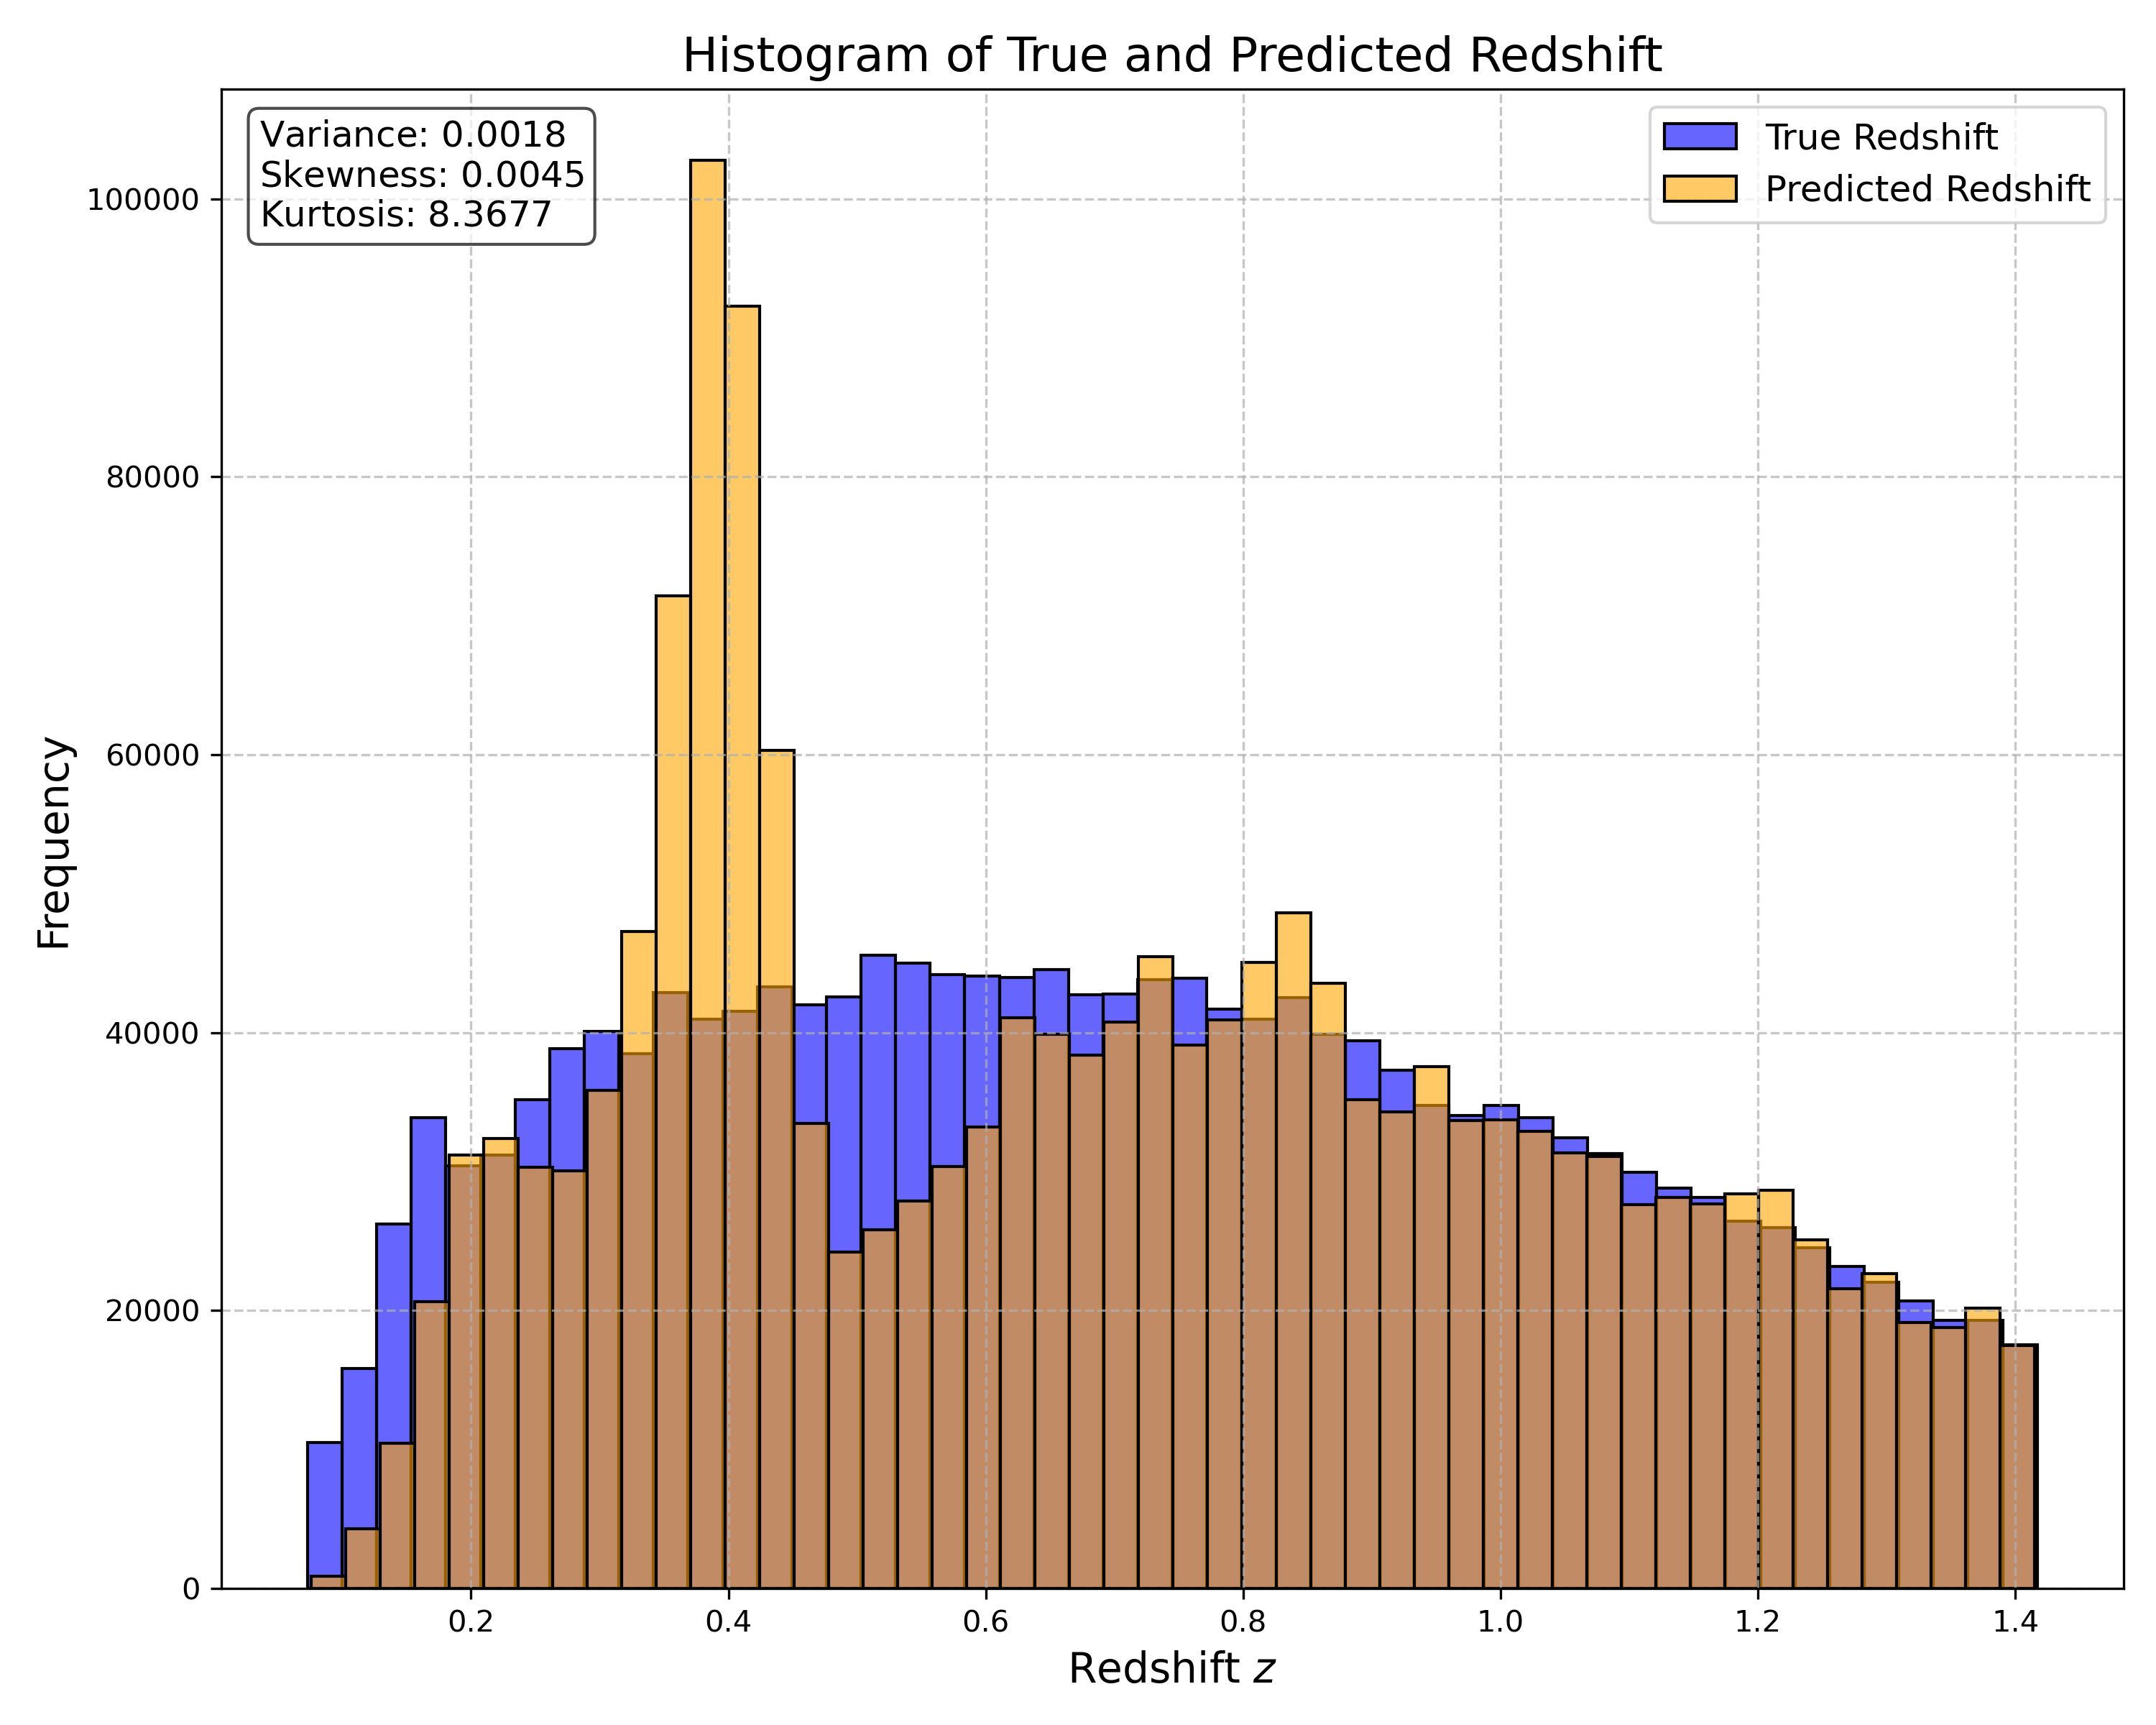 Histogram of True and Predicted Redshift
Variance: 0.0018
Skewness: 0.0045
Kurtosis: 8.3677
True Redshift
Predicted Redshift
100000
80000
60000
40000
20000
0
Frequency
0.2 0.4 0.6 0.8 1.0 1.2 1.4
Redshift z